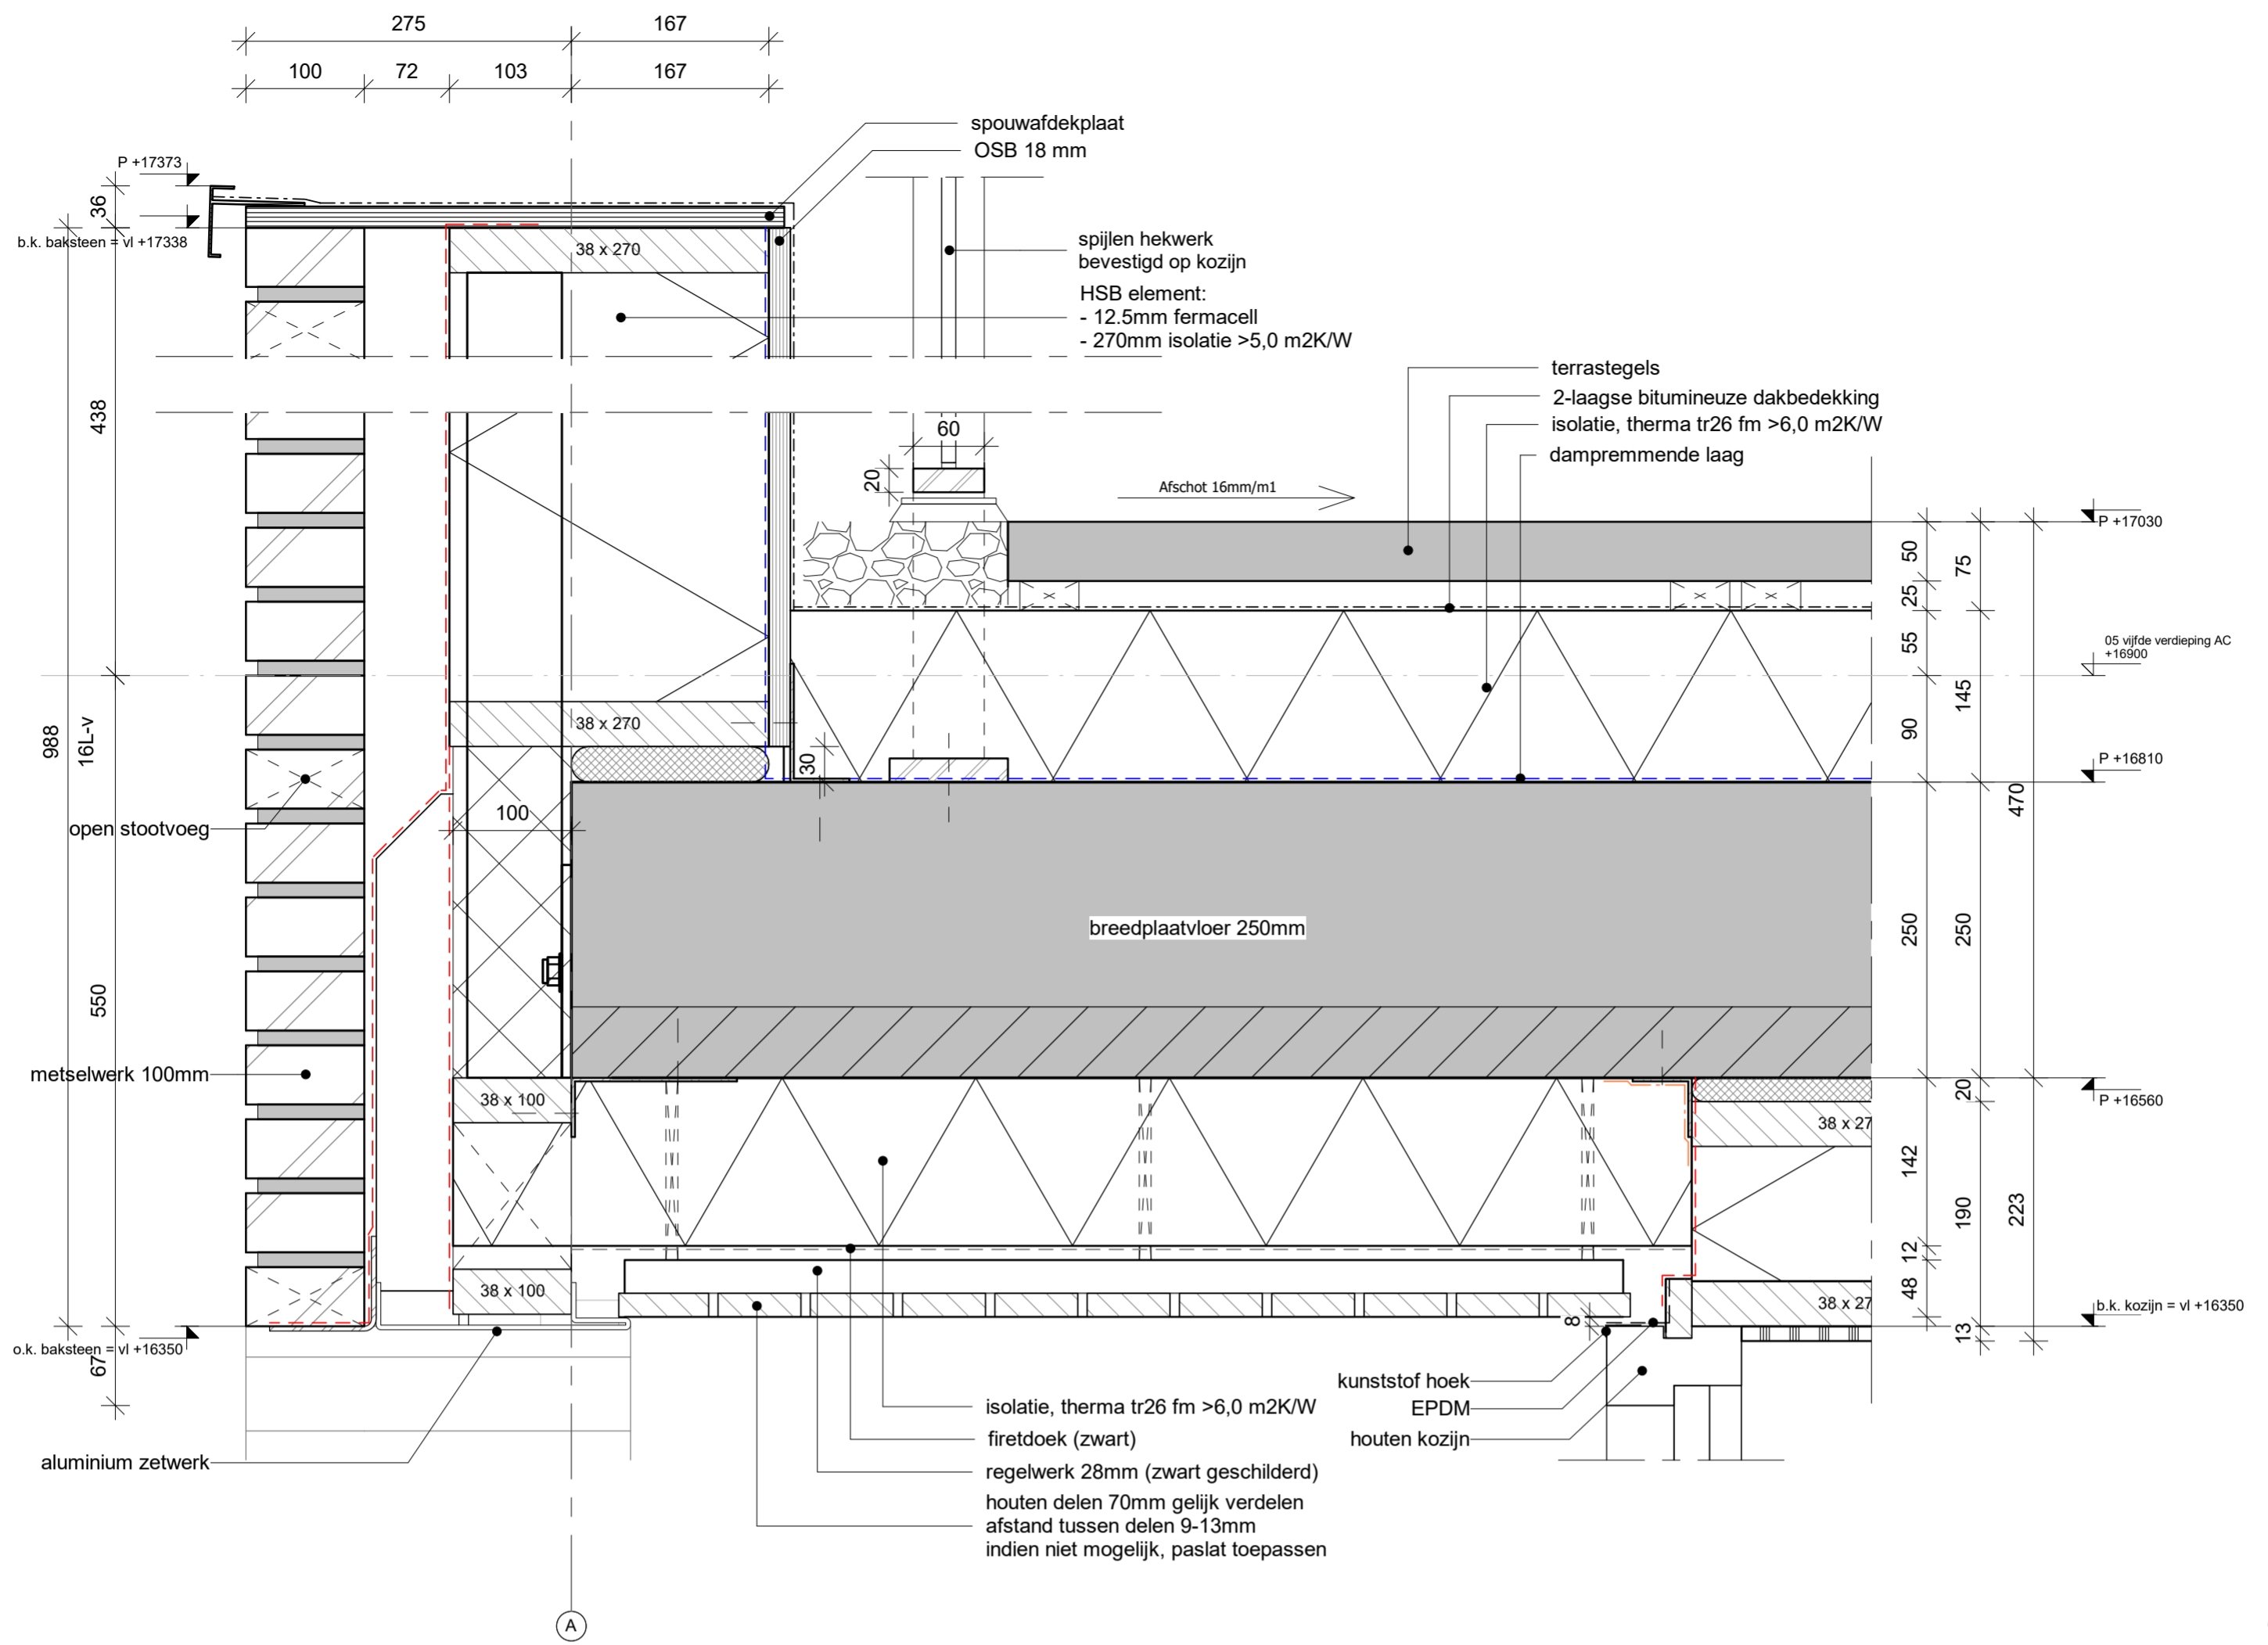 275
167
100
72
103
167
spouwafdekplaat
OSB 18 mm
P +17373
36
b.k. baksteen = vl +17338
38 x 270
spijlen hekwerk
bevestigd op kozijn
HSB element:
- 12.5mm fermacell
- 270mm isolatie >5,0 m2K/W
terrastegels
2-laagse bitumineuze dakbedekking
isolatie, therma tr26 fm >6,0 m2K/W
dampremmende laag
438
60
20
Afschot 16mm/m1
P +17030
50
75
25
55
05 vijfde verdieping AC
+16900
145
90
988
16L-v
38 x 270
30
P +16810
470
100
open stootvoeg
breedplaatvloer 250mm
250
250
550
metselwerk 100mm
38 x 100
20
P +16560
38 x 27
142
190
223
12
48
38 x 100
38 x 27
b.k. kozijn = vl +16350
8
13
o.k. baksteen = vl +16350
67
kunststof hoek
EPDM
houten kozijn
isolatie, therma tr26 fm >6,0 m2K/W
firetdoek (zwart)
aluminium zetwerk
regelwerk 28mm (zwart geschilderd)
houten delen 70mm gelijk verdelen
afstand tussen delen 9-13mm
indien niet mogelijk, paslat toepassen
A